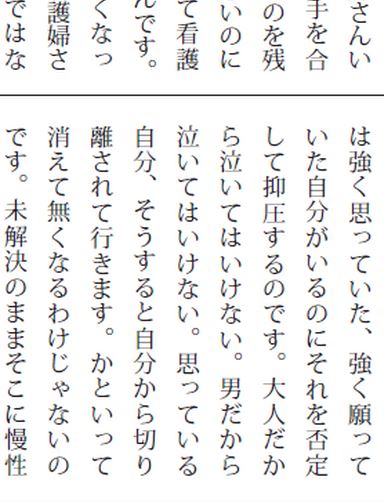 さんい
手を合
のを残
いのに
て看護
んです。
くなっ
護婦さ
ではな
は強く思っていた、強く願って
いた自分がいるのにそれを否定
して抑圧するのです。大人だか
ら泣いてはいけない。男だから
泣いてはいけない。思っている
自分、そうすると自分から切り
離されて行きます。かといって
消えて無くなるわけじゃないの
です。未解決のままそこに慢性